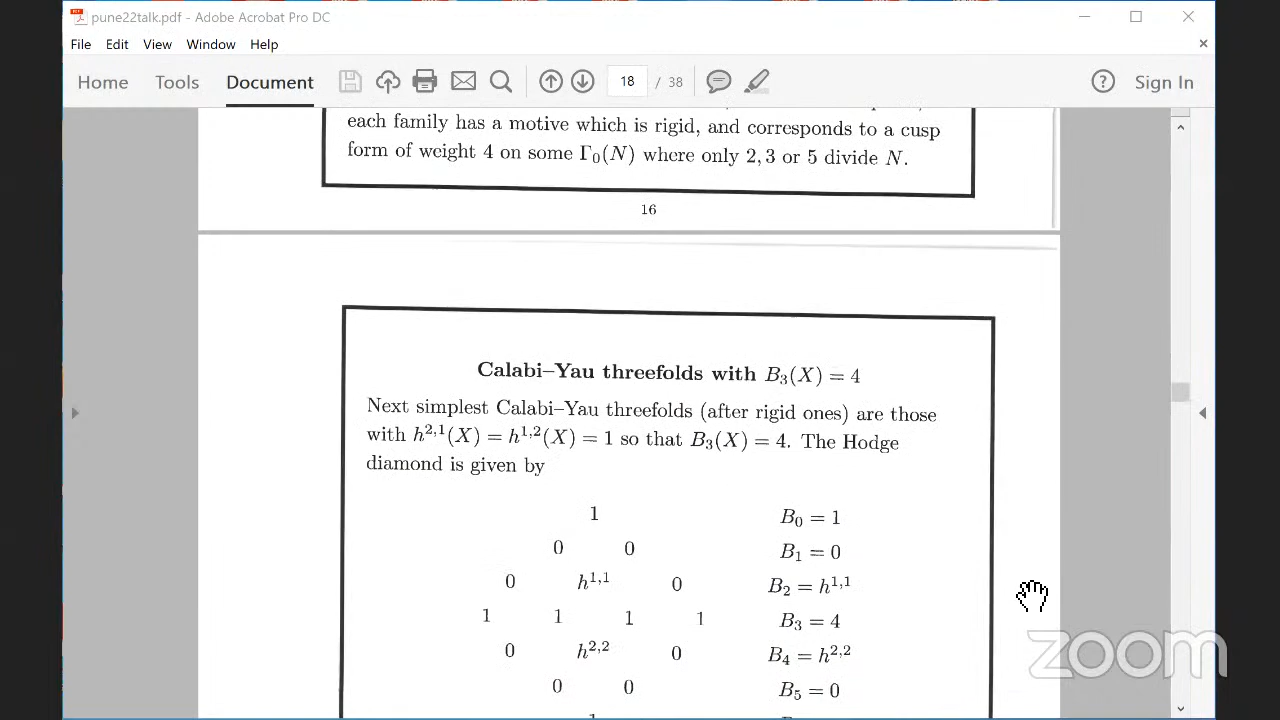 pune22talk.pdf - Adobe Acrobat Pro DC
File Edit View Window Help
Home Tools Document 18 / 38 Sign In
each family has a motive which is rigid, and corresponds to a cusp
form of weight 4 on some Γ₀(N) where only 2, 3 or 5 divide N.
16
Calabi–Yau threefolds with B₃(X) = 4
Next simplest Calabi–Yau threefolds (after rigid ones) are those
with h²,¹(X) = h¹,²(X) = 1 so that B₃(X) = 4. The Hodge
diamond is given by
1 B₀ = 1
0 0 B₁ = 0
0 h¹,¹ 0 B₂ = h¹,¹
1 1 1 1 B₃ = 4
0 h²,² 0 B₄ = h²,²
0 0 B₅ = 0
zoom